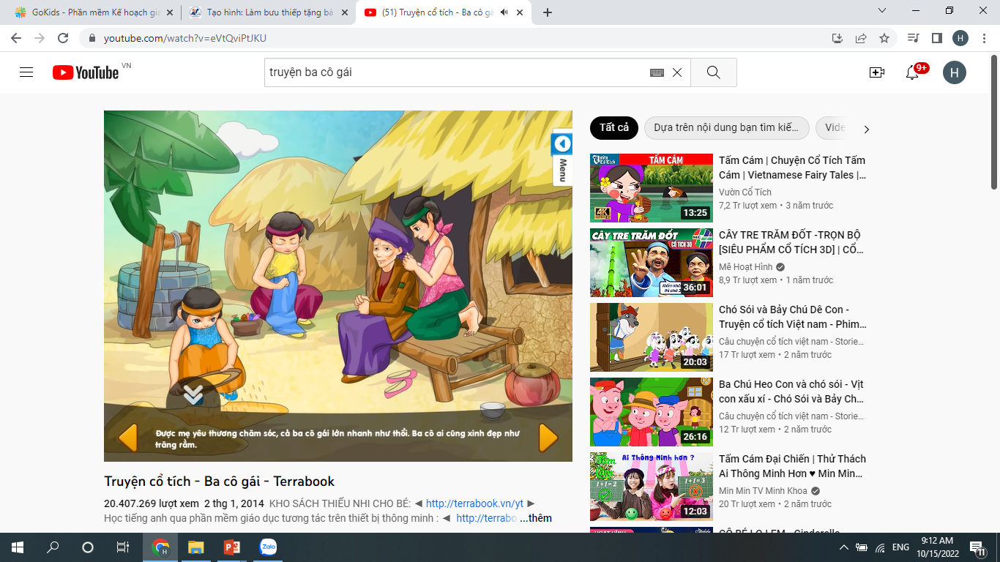 GoKids - Phần mềm Kế hoạch gia
Tạo hình: Làm bưu thiếp tặng bà
(51) Truyện cổ tích - Ba cô gá
youtube.com/watch?v=eVtQviPtJKU
H
YouTube VN
truyện ba cô gái
9+
H
Menu
Được mẹ yêu thương chăm sóc, cả ba cô gái lớn nhanh như thổi. Ba cô ai cũng xinh đẹp như
trăng rằm.
Truyện cổ tích - Ba cô gái - Terrabook
20.407.269 lượt xem 2 thg 1, 2014 KHO SÁCH THIẾU NHI CHO BÉ: ◄ http://terrabook.vn/yt ►
Học tiếng anh qua phần mềm giáo dục tương tác trên thiết bị thông minh : ◄ http://terrabo ...thêm
Tất cả
Dựa trên nội dung bạn tìm kiế...
Vide
Vườn Cổ Tích
TẤM CÁM
4K
13:25
Tấm Cám | Chuyện Cổ Tích Tấm
Cám | Vietnamese Fairy Tales |...
Vườn Cổ Tích
7,2 Tr lượt xem • 3 năm trước
CÂY TRE TRĂM ĐỐT
CỔ TÍCH 3D
36:01
CÂY TRE TRĂM ĐỐT -TRỌN BỘ
[SIÊU PHẨM CỔ TÍCH 3D] | CỔ...
Mê Hoạt Hình
8,9 Tr lượt xem • 1 năm trước
20:03
Chó Sói và Bảy Chú Dê Con -
Truyện cổ tích Việt nam - Phim...
Câu chuyện cổ tích việt nam - Storie...
17 Tr lượt xem • 2 năm trước
26:16
Ba Chú Heo Con và chó sói - Vịt
con xấu xí - Chó Sói và Bảy Ch...
Câu chuyện cổ tích việt nam - Storie...
12 Tr lượt xem • 2 năm trước
Ai Thông Minh hơn ?
Tấm Cám
1+1=2
1+1=3
12:03
Tấm Cám Đại Chiến | Thử Thách
Ai Thông Minh Hơn ♥ Min Min...
Min Min TV Minh Khoa
20 Tr lượt xem • 2 năm trước
H
Zalo
ENG
9:12 AM
10/15/2022
11